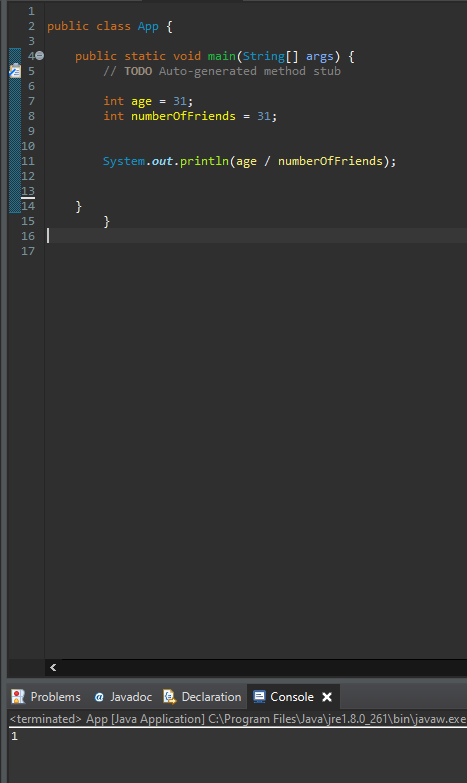 1
2 public class App {
3
4 public static void main(String[] args) {
5 // TODO Auto-generated method stub
6
7 int age = 31;
8 int numberOfFriends = 31;
9
10
11 System.out.println(age / numberOfFriends);
12
13
14 }
15 }
16
17
Problems Javadoc Declaration Console
<terminated> App [Java Application] C:\Program Files\Java\jre1.8.0_261\bin\javaw.exe
1